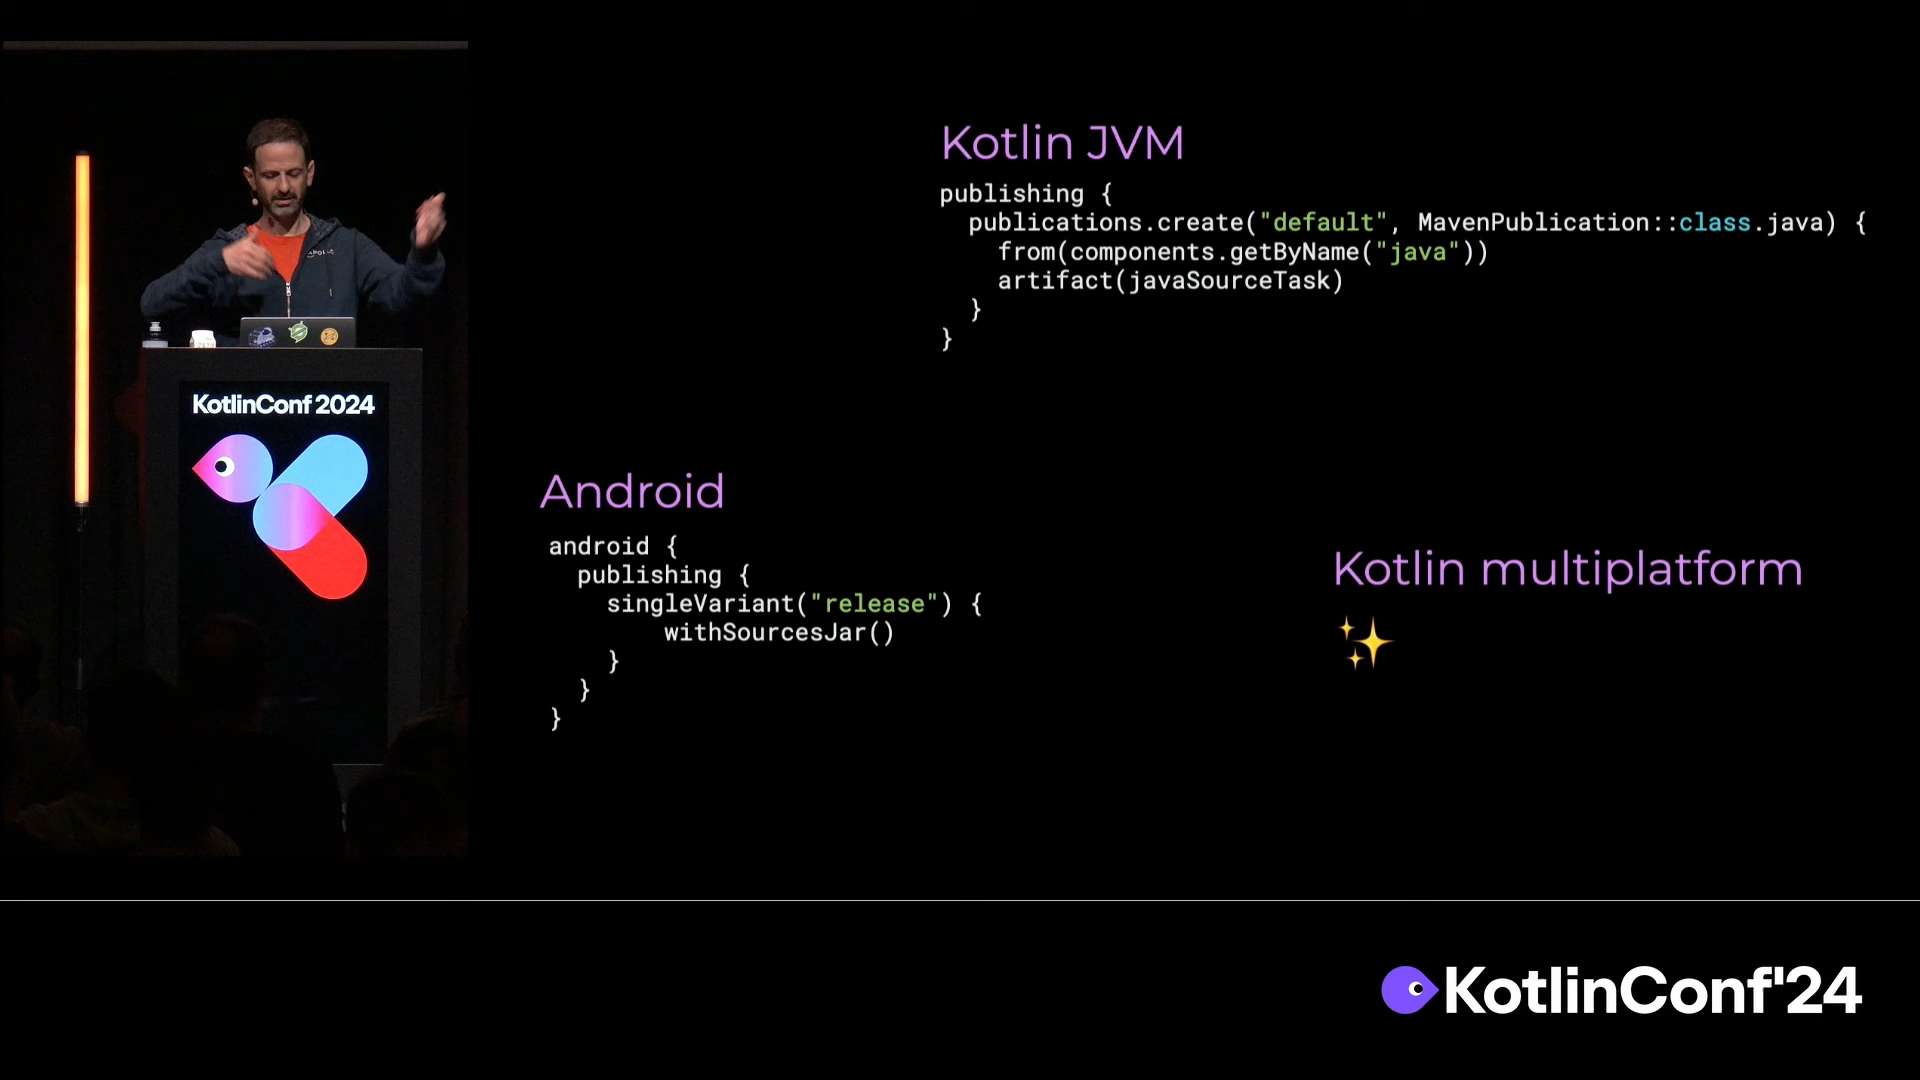 Kotlin JVM
publishing {
  publications.create("default", MavenPublication::class.java) {
    from(components.getByName("java"))
    artifact(javaSourceTask)
  }
}
KotlinConf 2024
Android
android {
  publishing {
    singleVariant("release") {
        withSourcesJar()
    }
  }
}
Kotlin multiplatform
✨
KotlinConf'24